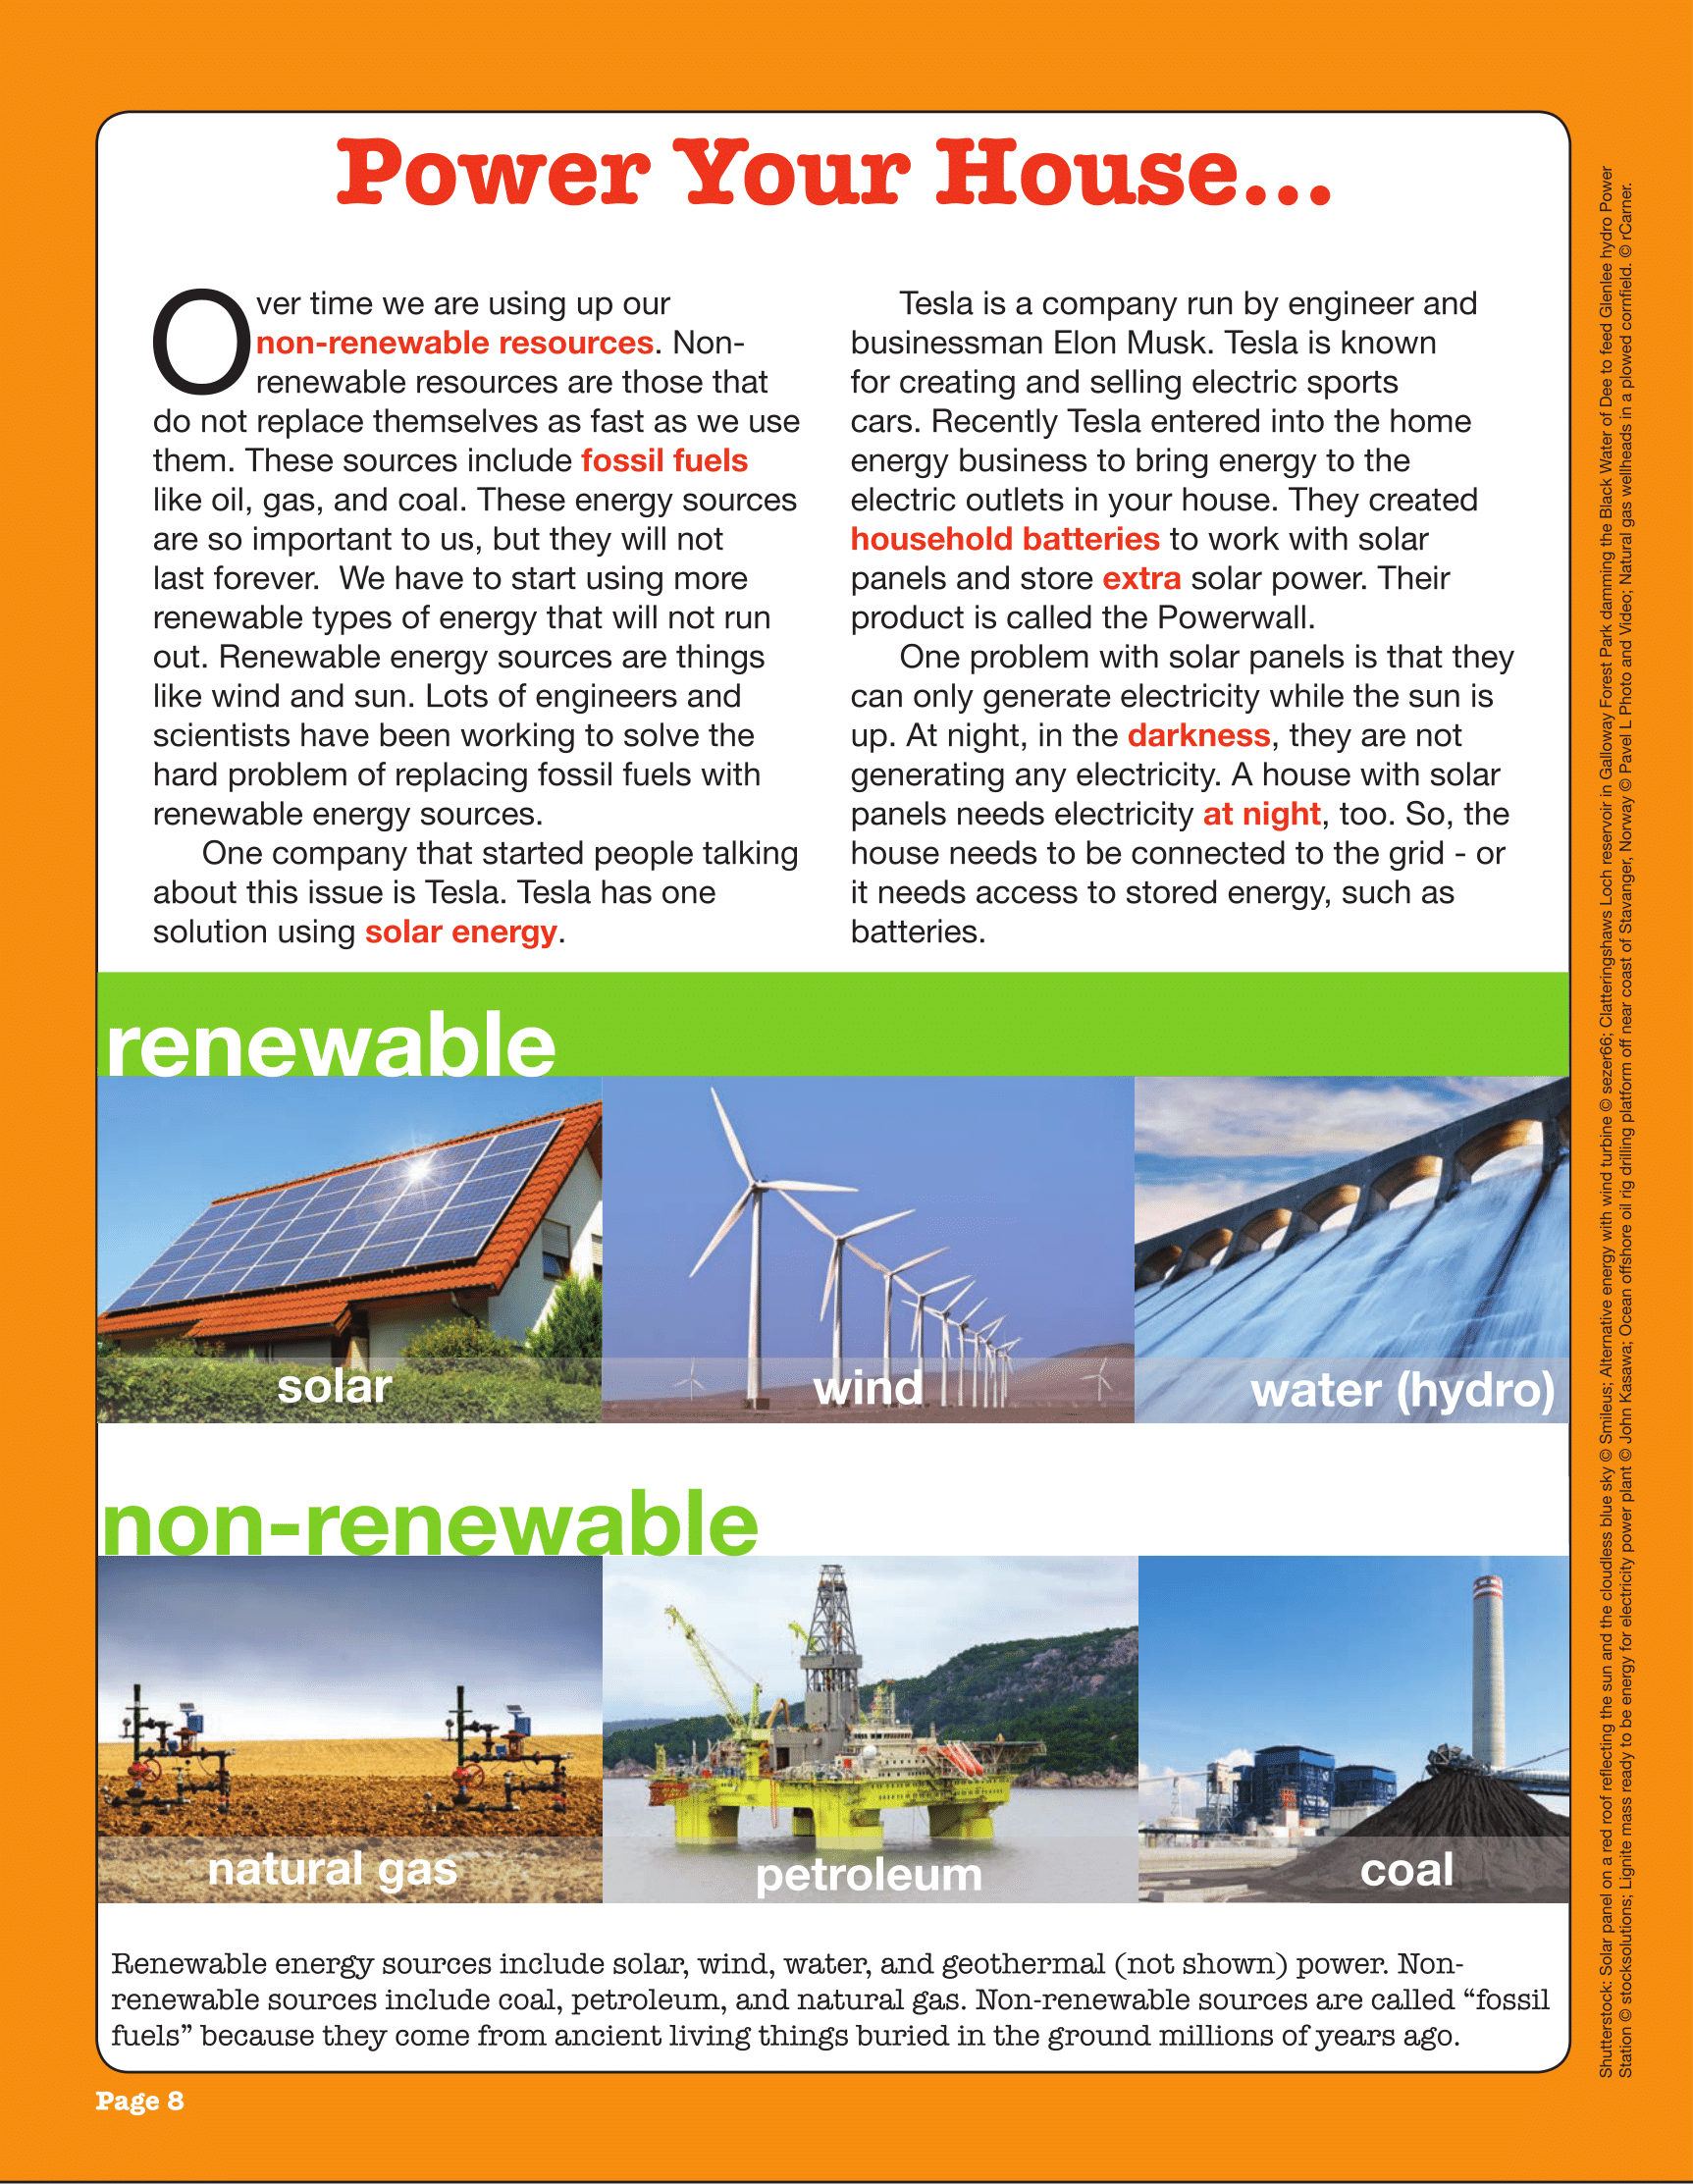 Power Your House...
Over time we are using up our
non-renewable resources. Non-
renewable resources are those that
do not replace themselves as fast as we use
them. These sources include fossil fuels
like oil, gas, and coal. These energy sources
are so important to us, but they will not
last forever.  We have to start using more
renewable types of energy that will not run
out. Renewable energy sources are things
like wind and sun. Lots of engineers and
scientists have been working to solve the
hard problem of replacing fossil fuels with
renewable energy sources.
One company that started people talking
about this issue is Tesla. Tesla has one
solution using solar energy.
Tesla is a company run by engineer and
businessman Elon Musk. Tesla is known
for creating and selling electric sports
cars. Recently Tesla entered into the home
energy business to bring energy to the
electric outlets in your house. They created
household batteries to work with solar
panels and store extra solar power. Their
product is called the Powerwall.
One problem with solar panels is that they
can only generate electricity while the sun is
up. At night, in the darkness, they are not
generating any electricity. A house with solar
panels needs electricity at night, too. So, the
house needs to be connected to the grid - or
it needs access to stored energy, such as
batteries.
renewable
solar
wind
water (hydro)
non-renewable
natural gas
petroleum
coal
Renewable energy sources include solar, wind, water, and geothermal (not shown) power. Non-
renewable sources include coal, petroleum, and natural gas. Non-renewable sources are called “fossil
fuels” because they come from ancient living things buried in the ground millions of years ago.
Page 8
Shutterstock: Solar panel on a red roof reflecting the sun and the cloudless blue sky © Smileus; Alternative energy with wind turbine © sezer66; Clatteringshaws Loch reservoir in Galloway Forest Park damming the Black Water of Dee to feed Glenlee hydro Power
Station © stocksolutions; Lignite mass ready to be energy for electricity power plant © John Kasawa; Ocean offshore oil rig drilling platform off near coast of Stavanger, Norway © Pavel L Photo and Video; Natural gas wellheads in a plowed cornfield. © rCarner.